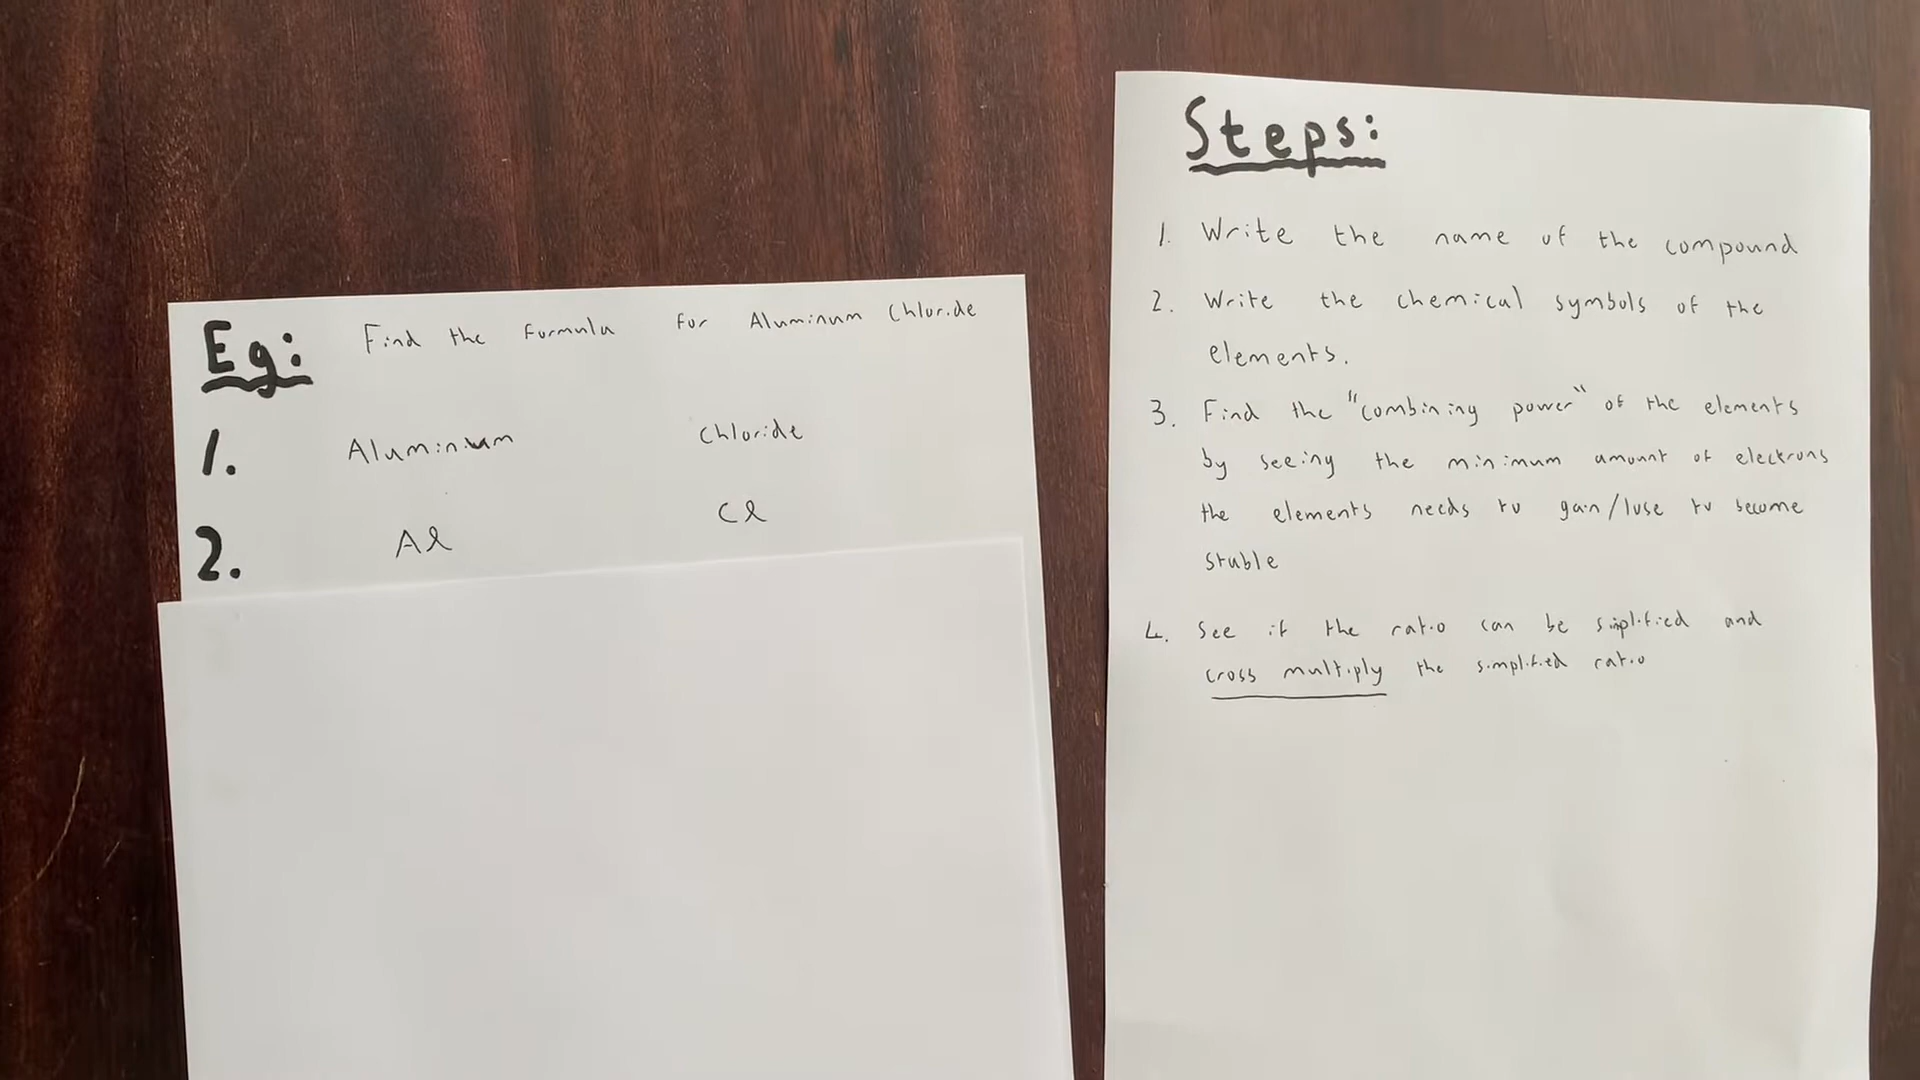 Eg: Find the formula for Aluminum Chloride
1. Aluminium Chloride
2. Al Cl
Steps:
1. Write the name of the compound
2. Write the chemical symbols of the
elements.
3. Find the "combining power" of the elements
by seeing the minimum amount of electrons
the elements needs to gain/lose to become
stable
4. See if the ratio can be simplified and
cross multiply the simplified ratio